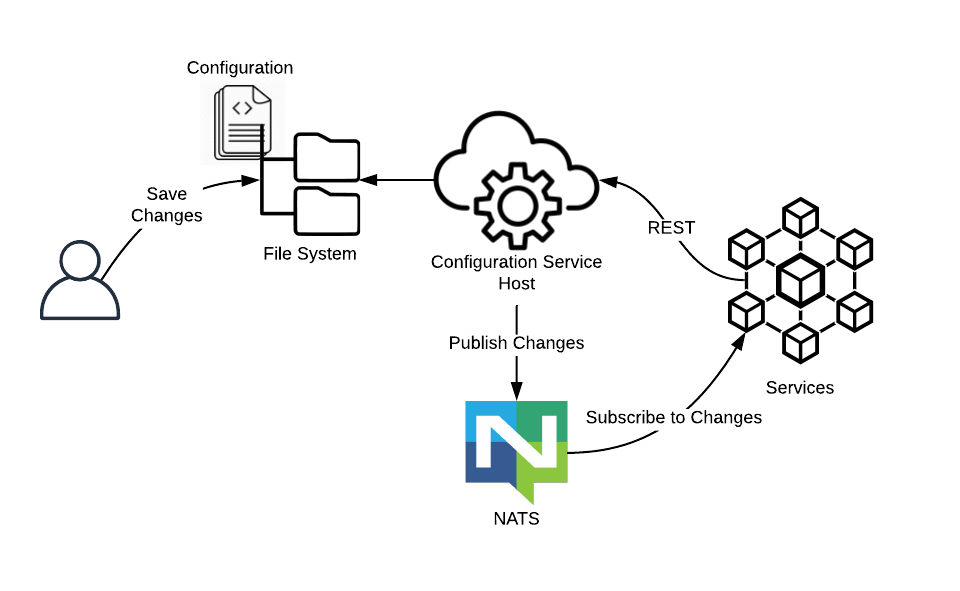 Configuration
Save
Changes
File System
Configuration Service
Host
REST
Publish Changes
Subscribe to Changes
Services
NATS